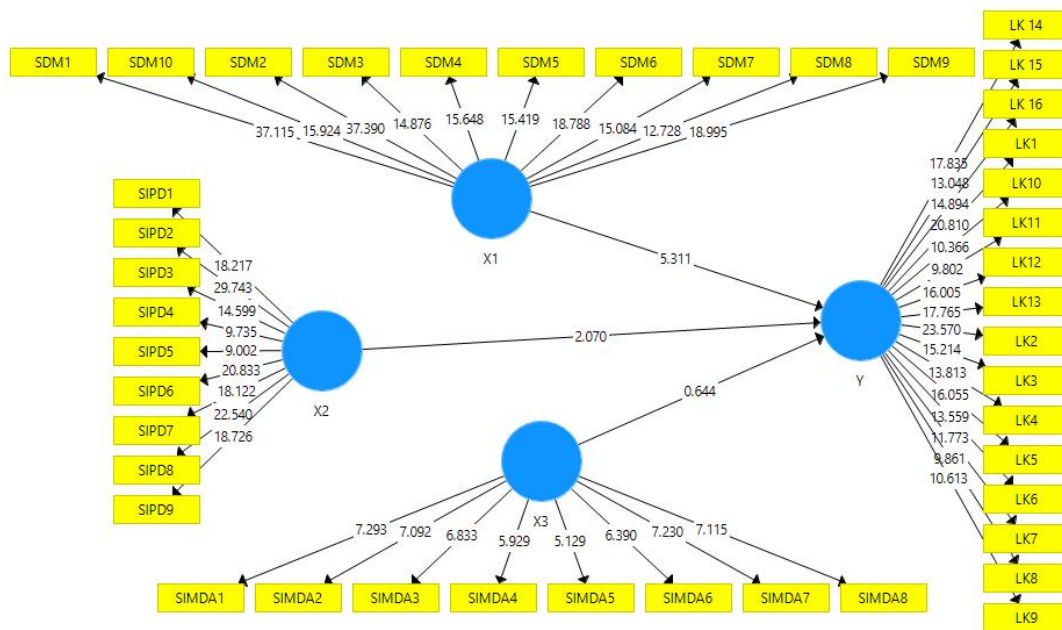 LK 14
SDM1 SDM10 SDM2 SDM3 SDM4 SDM5 SDM6 SDM7 SDM8 SDM9
LK 15
LK 16
37.115 15.924 37.390 14.876 15.648 15.419 18.788 15.084 12.728 18.995
LK1
LK10
LK11
LK12
LK13
LK2
LK3
LK4
LK5
LK6
LK7
LK8
LK9
17.835
13.048
14.894
20.810
10.366
9.802
16.005
17.765
23.570
15.214
13.813
16.055
13.559
11.773
9.861
10.613
X1
5.311
SIPD1
SIPD2
SIPD3
SIPD4
SIPD5
SIPD6
SIPD7
SIPD8
SIPD9
18.217
29.743
14.599
9.735
9.002
20.833
18.122
22.540
18.726
X2
2.070
Y
0.644
X3
7.293 7.092 6.833 5.929 5.129 6.390 7.230 7.115
SIMDA1 SIMDA2 SIMDA3 SIMDA4 SIMDA5 SIMDA6 SIMDA7 SIMDA8